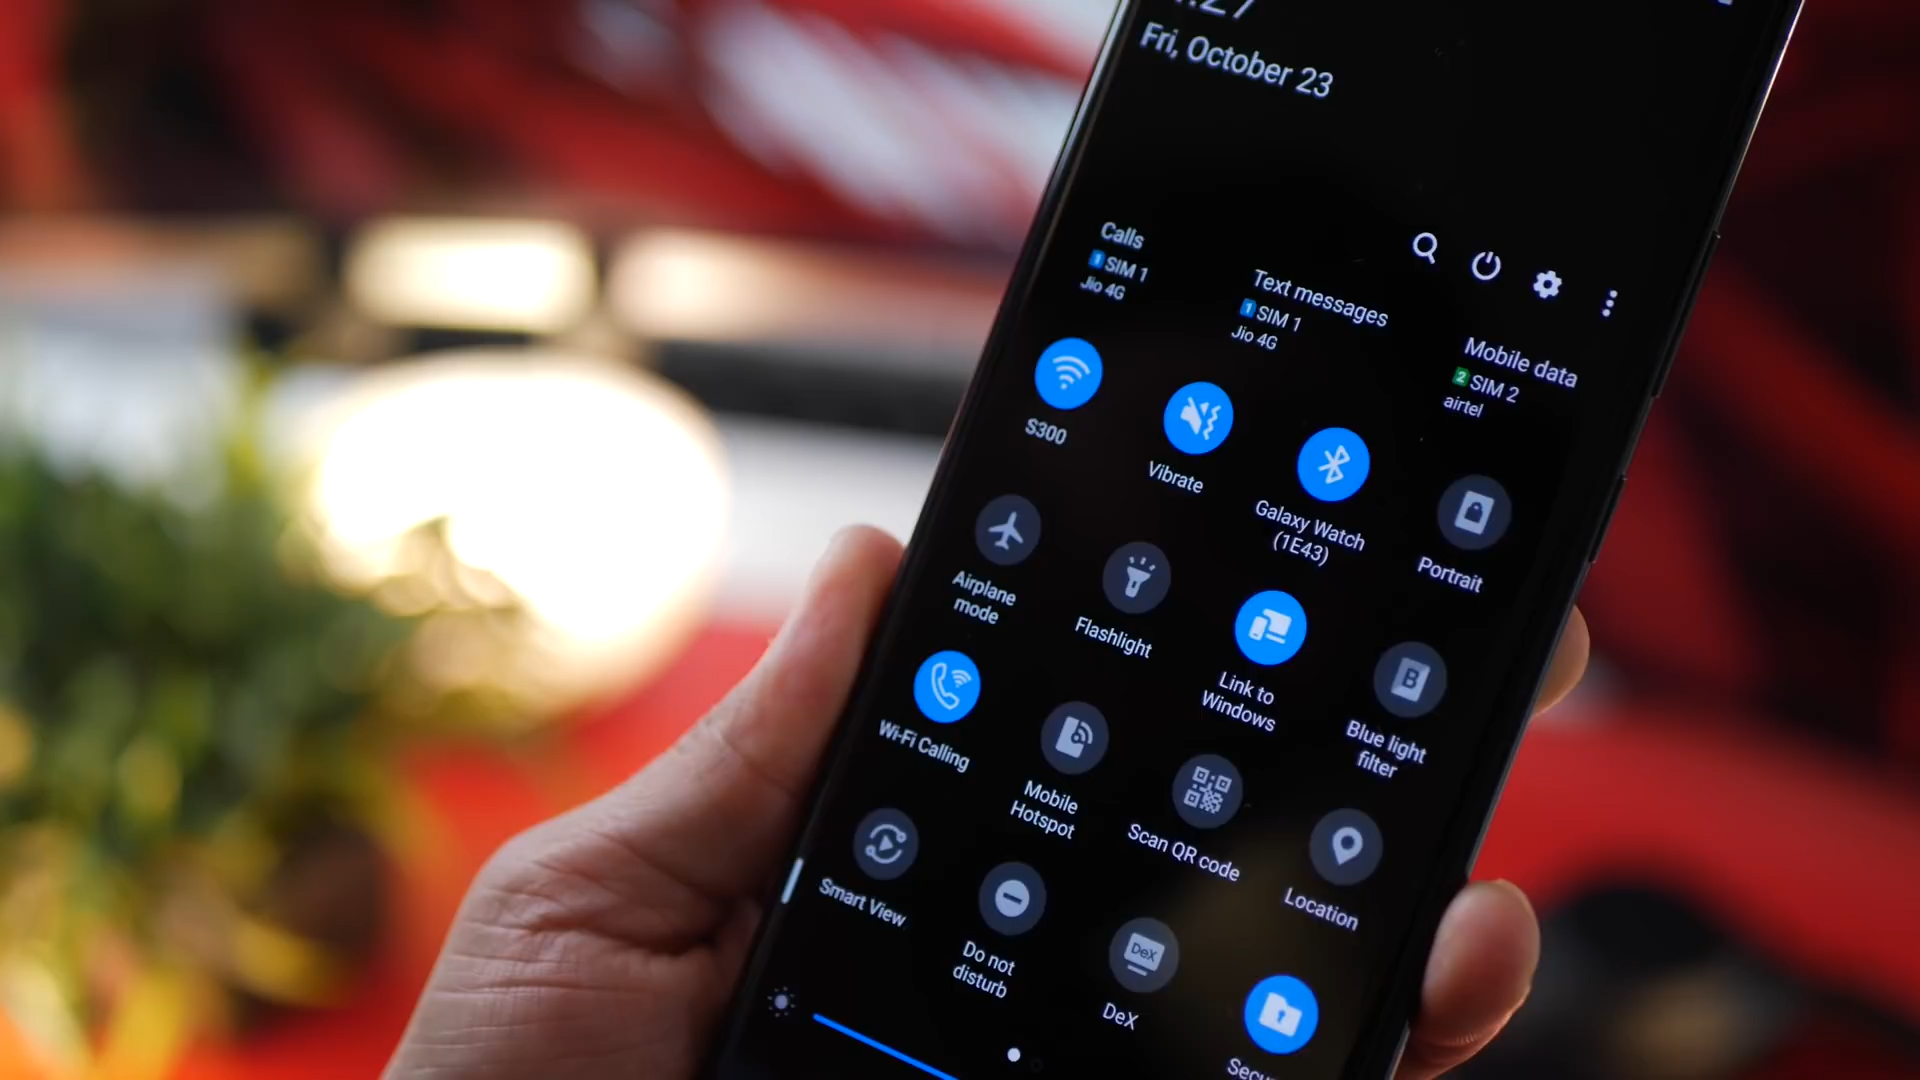 Fri, October 23
Calls
1 SIM 1
Jio 4G
Text messages
1 SIM 1
Jio 4G
Mobile data
2 SIM 2
airtel
S300
Vibrate
Galaxy Watch
(1E43)
Portrait
Airplane
mode
Flashlight
Link to
Windows
B
Blue light
filter
Wi-Fi Calling
Mobile
Hotspot
Scan QR code
Location
Smart View
Do not
disturb
DeX
DeX